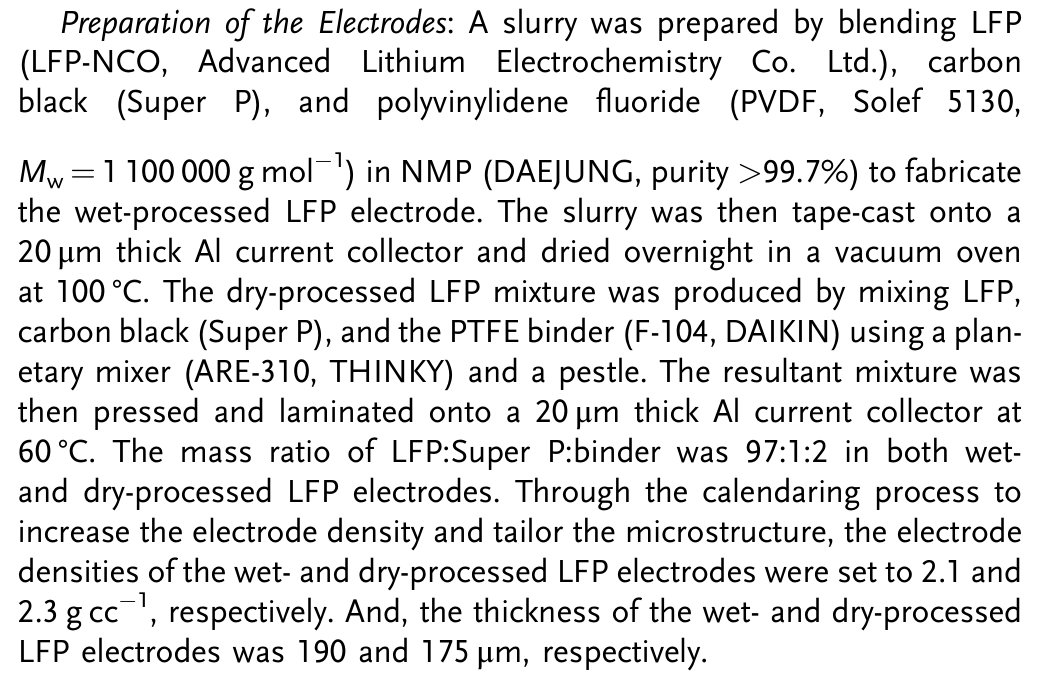 Preparation of the Electrodes: A slurry was prepared by blending LFP
(LFP-NCO, Advanced Lithium Electrochemistry Co. Ltd.), carbon
black (Super P), and polyvinylidene fluoride (PVDF, Solef 5130,
Mw = 1 100 000 g mol−1) in NMP (DAEJUNG, purity >99.7%) to fabricate
the wet-processed LFP electrode. The slurry was then tape-cast onto a
20 μm thick Al current collector and dried overnight in a vacuum oven
at 100 °C. The dry-processed LFP mixture was produced by mixing LFP,
carbon black (Super P), and the PTFE binder (F-104, DAIKIN) using a plan-
etary mixer (ARE-310, THINKY) and a pestle. The resultant mixture was
then pressed and laminated onto a 20 μm thick Al current collector at
60 °C. The mass ratio of LFP:Super P:binder was 97:1:2 in both wet-
and dry-processed LFP electrodes. Through the calendaring process to
increase the electrode density and tailor the microstructure, the electrode
densities of the wet- and dry-processed LFP electrodes were set to 2.1 and
2.3 g cc−1, respectively. And, the thickness of the wet- and dry-processed
LFP electrodes was 190 and 175 μm, respectively.